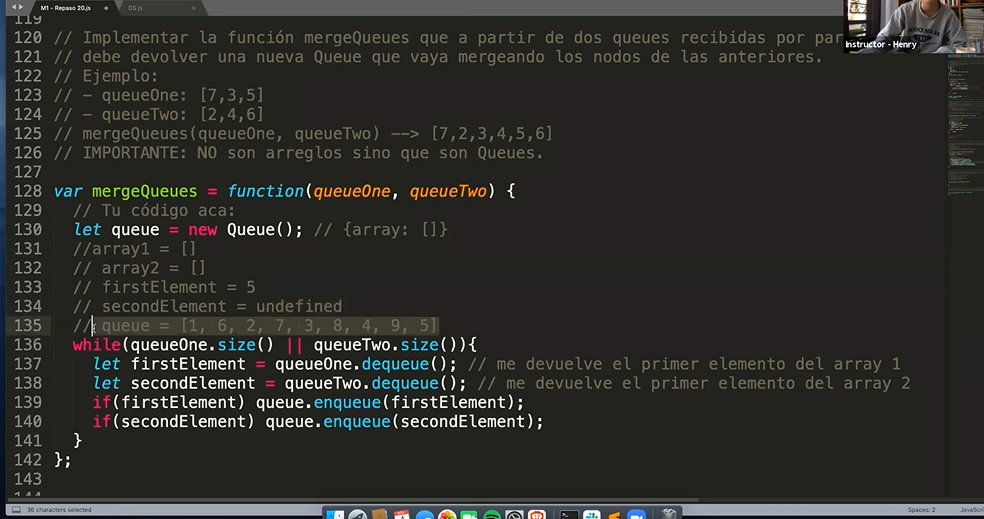 M1 - Repaso 20.js
DS.js
Instructor - Henry
119
120 // Implementar la función mergeQueues que a partir de dos queues recibidas por par
121 // debe devolver una nueva Queue que vaya mergeando los nodos de las anteriores.
122 // Ejemplo:
123 // - queueOne: [7,3,5]
124 // - queueTwo: [2,4,6]
125 // mergeQueues(queueOne, queueTwo) --> [7,2,3,4,5,6]
126 // IMPORTANTE: NO son arreglos sino que son Queues.
127
128 var mergeQueues = function(queueOne, queueTwo) {
129 // Tu código aca:
130 let queue = new Queue(); // {array: []}
131 //array1 = []
132 // array2 = []
133 // firstElement = 5
134 // secondElement = undefined
135 // queue = [1, 6, 2, 7, 3, 8, 4, 9, 5]
136 while(queueOne.size() || queueTwo.size()){
137 let firstElement = queueOne.dequeue(); // me devuelve el primer elemento del array 1
138 let secondElement = queueTwo.dequeue(); // me devuelve el primer elemento del array 2
139 if(firstElement) queue.enqueue(firstElement);
140 if(secondElement) queue.enqueue(secondElement);
141 }
142 };
143
36 characters selected
Spaces: 2
JavaScri